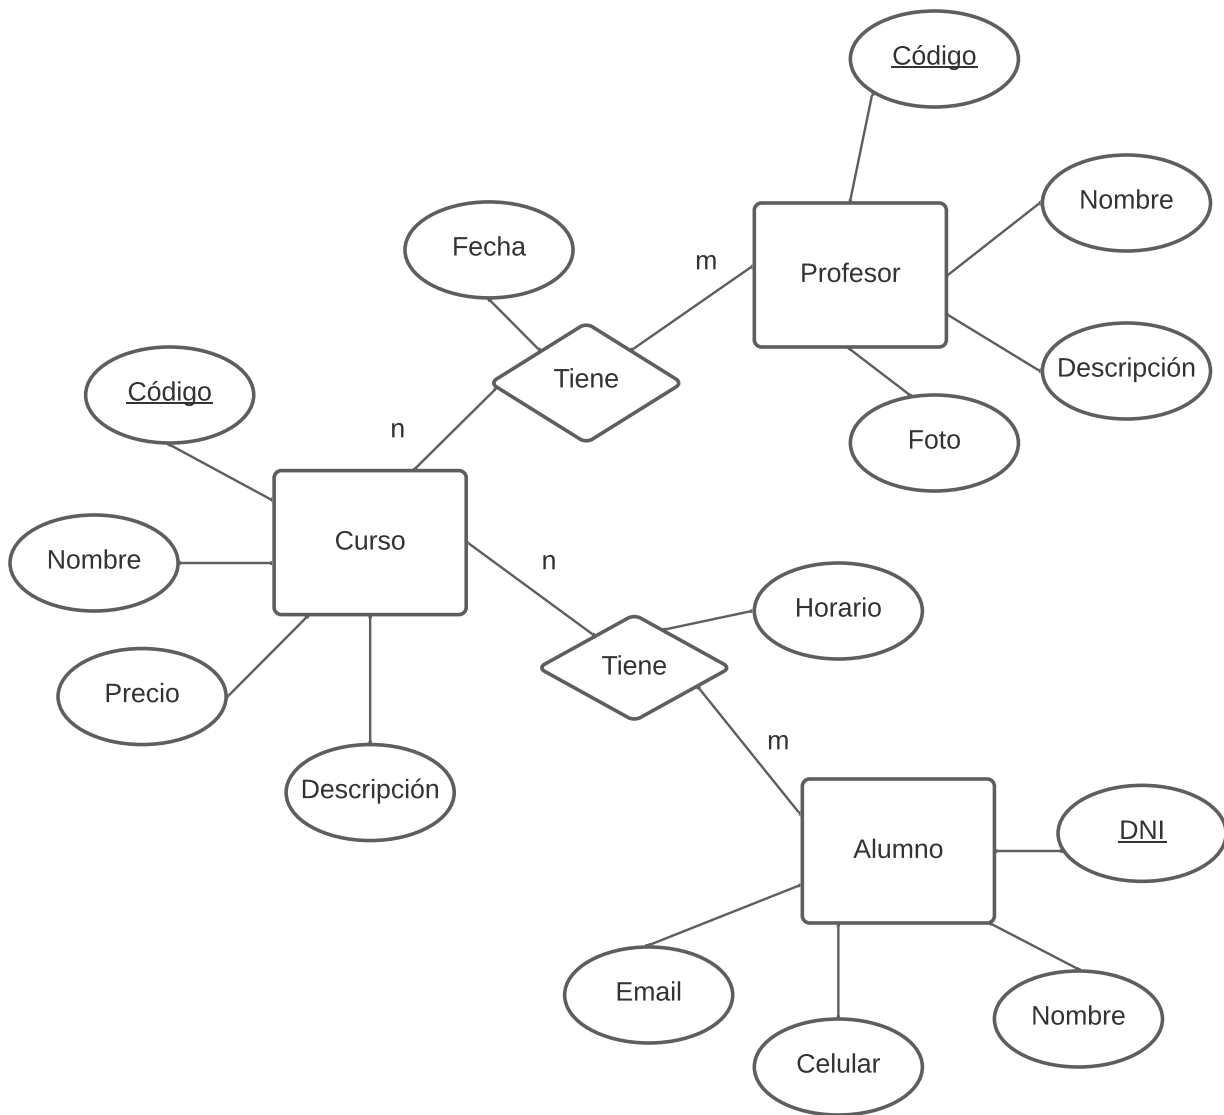 Código
Nombre
Fecha
m
Profesor
Descripción
Tiene
Código
n
Foto
Curso
Nombre
n
Horario
Tiene
Precio
m
Descripción
DNI
Alumno
Email
Nombre
Celular